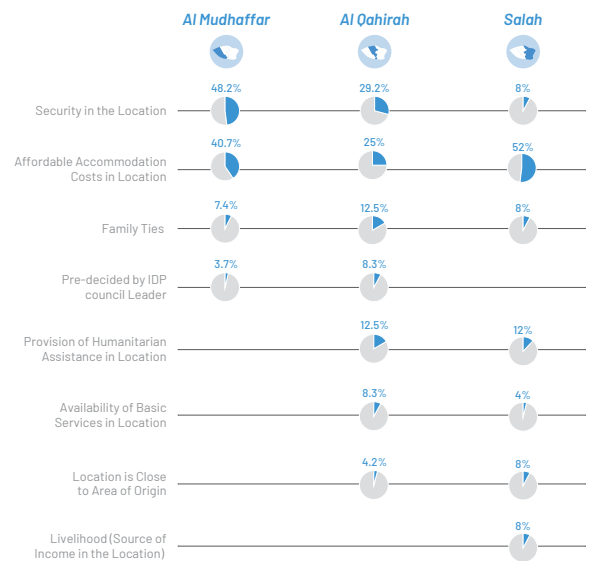 Al Mudhaffar
Al Qahirah
Salah
48.2%
29.2%
8%
Security in the Location
40.7%
25%
52%
Affordable Accommodation
Costs in Location
7.4%
12.5%
8%
Family Ties
3.7%
8.3%
Pre-decided by IDP
council Leader
12.5%
12%
Provision of Humanitarian
Assistance in Location
8.3%
4%
Availability of Basic
Services in Location
4.2%
8%
Location is Close
to Area of Origin
8%
Livelihood (Source of
Income in the Location)